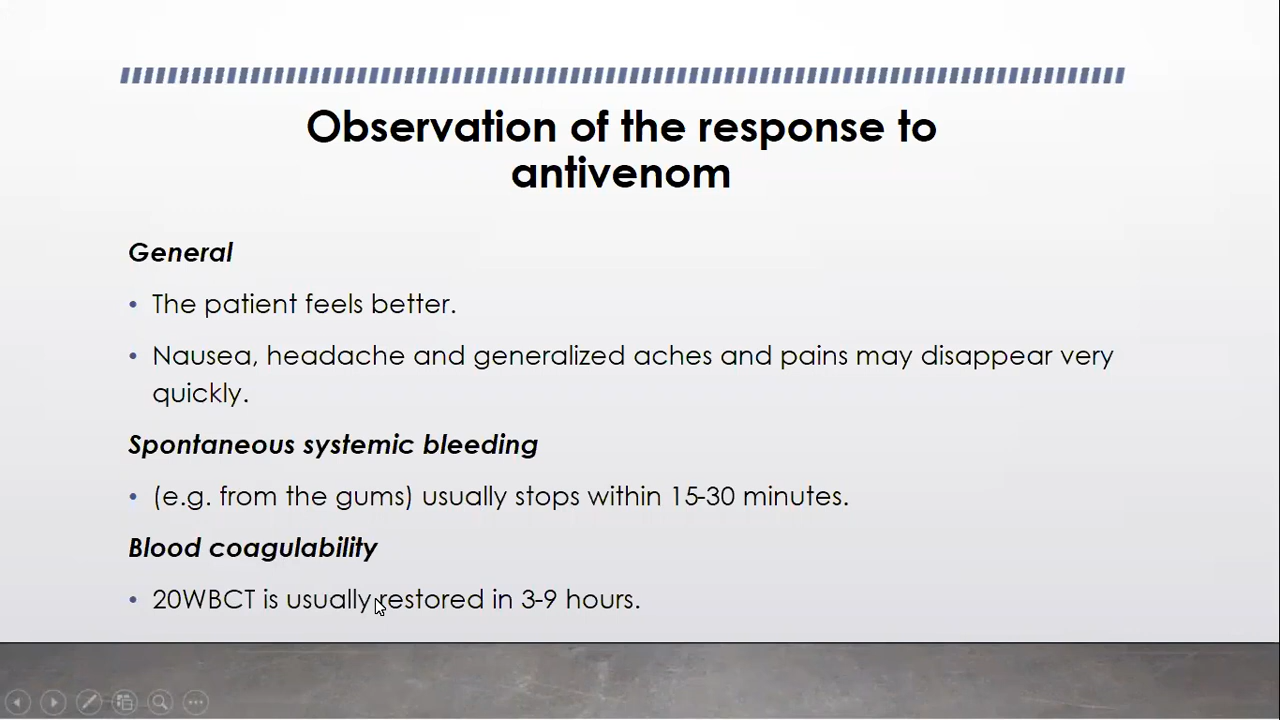 Observation of the response to
antivenom
General
• The patient feels better.
• Nausea, headache and generalized aches and pains may disappear very
quickly.
Spontaneous systemic bleeding
• (e.g. from the gums) usually stops within 15-30 minutes.
Blood coagulability
• 20WBCT is usually restored in 3-9 hours.